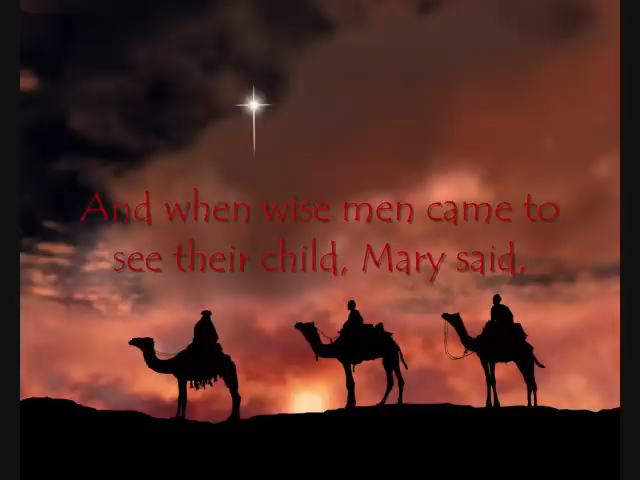 And when wise men came to
see their child, Mary said,